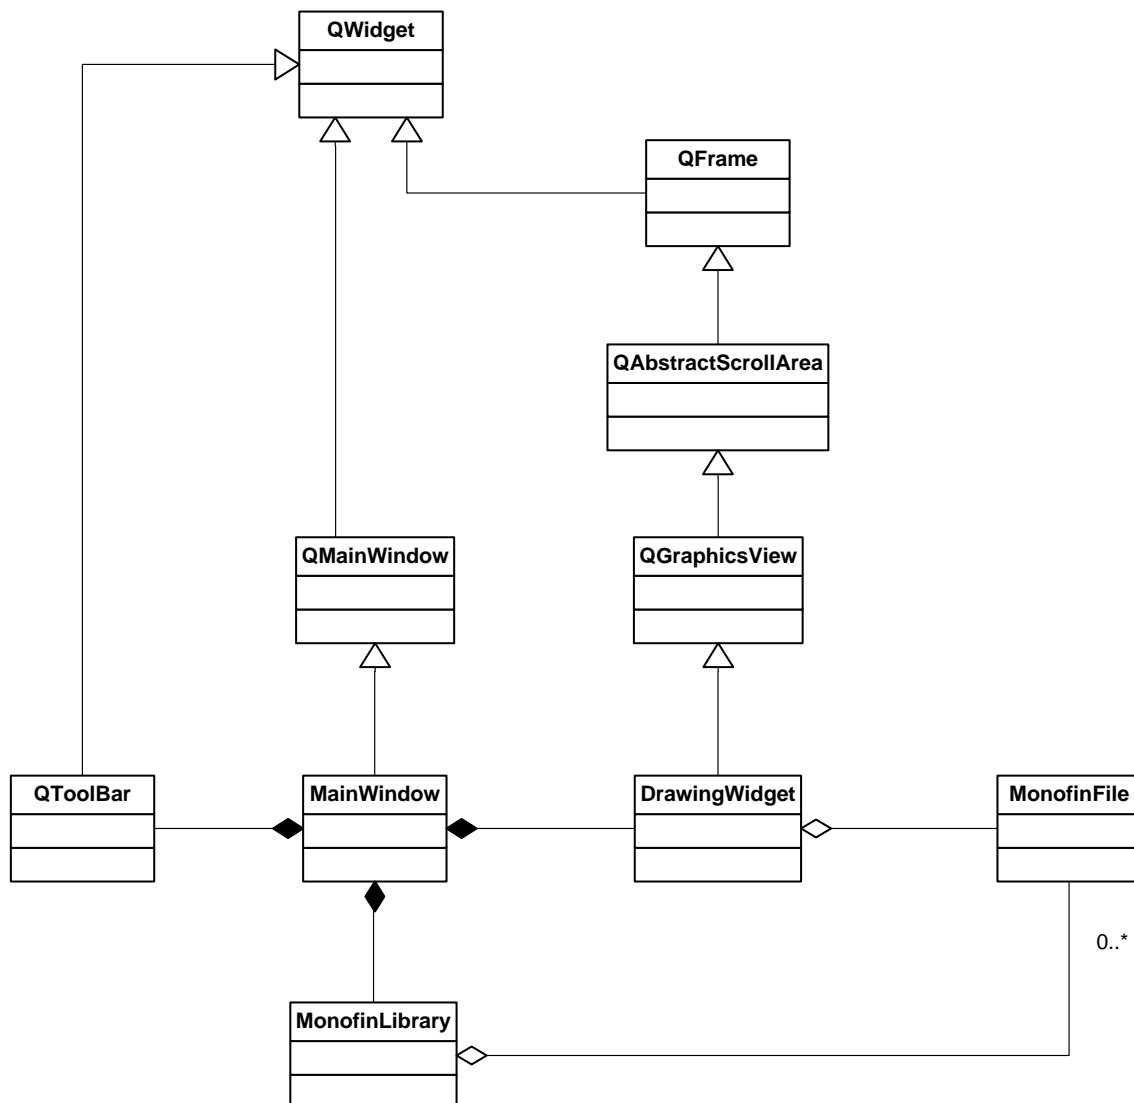 QWidget
QFrame
QAbstractScrollArea
QMainWindow
QGraphicsView
QToolBar
MainWindow
DrawingWidget
MonofinFile
0..*
MonofinLibrary